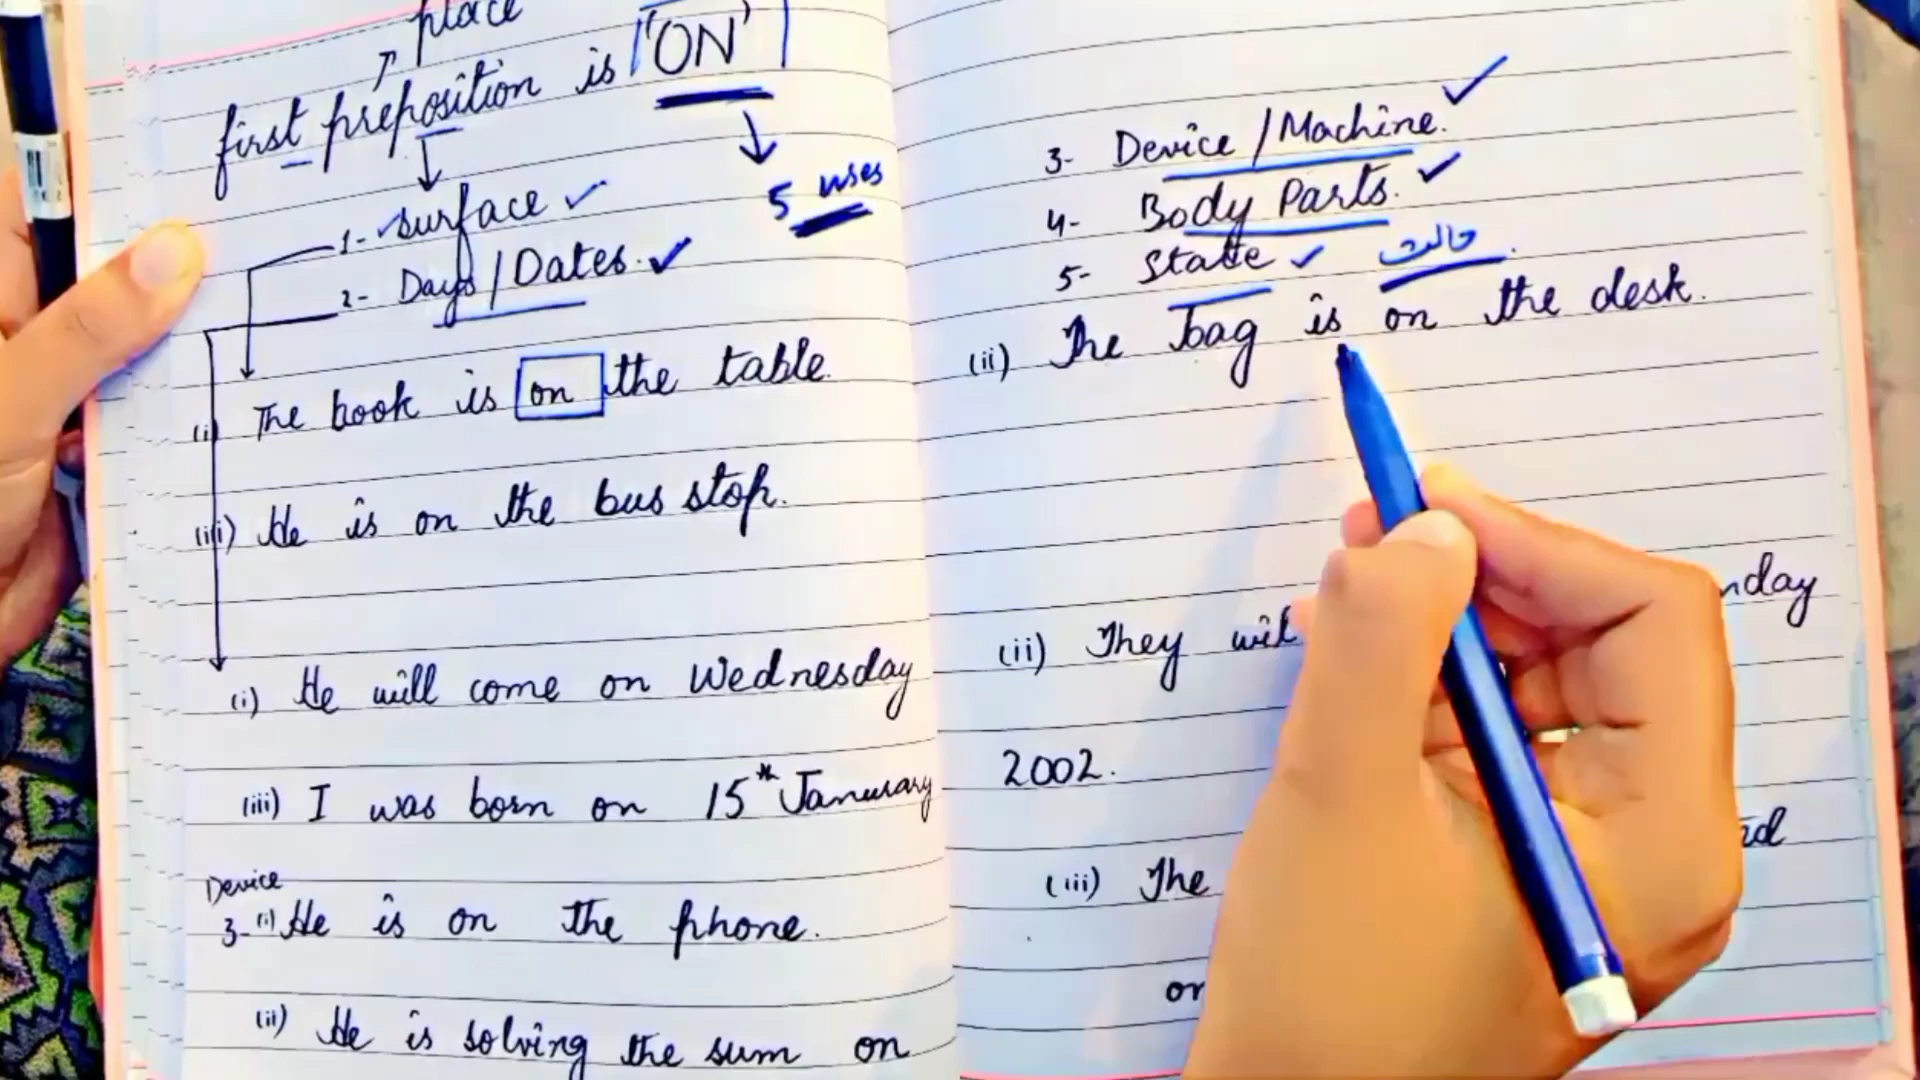 place
first preposition is 'ON'
5 uses
1- surface
2- Days / Dates.
(i) The book is on the table.
(iii) He is on the bus stop.
(i) He will come on Wednesday
(iii) I was born on 15th January
Device
3- (i) He is on the phone.
(ii) He is solving the sum on
3- Device / Machine.
4- Body Parts.
5- State حالت
(ii) The bag is on the desk.
(ii) They
2002.
(iii) The